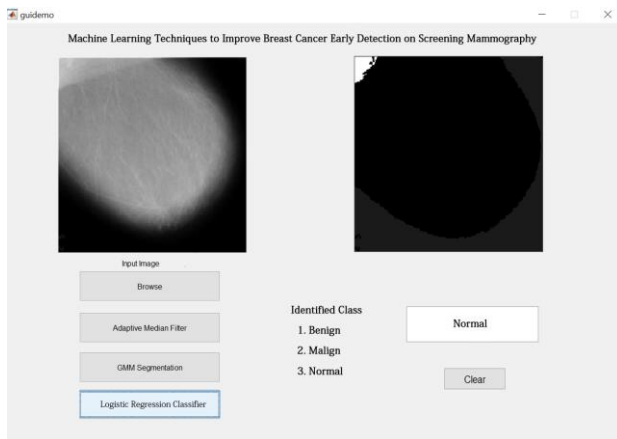 guidemo
Machine Learning Techniques to Improve Breast Cancer Early Detection on Screening Mammography
Input Image
Browse
Adaptive Median Filter
GMM Segmentation
Logistic Regression Classifier
Identified Class
1. Benign
2. Malign
3. Normal
Normal
Clear